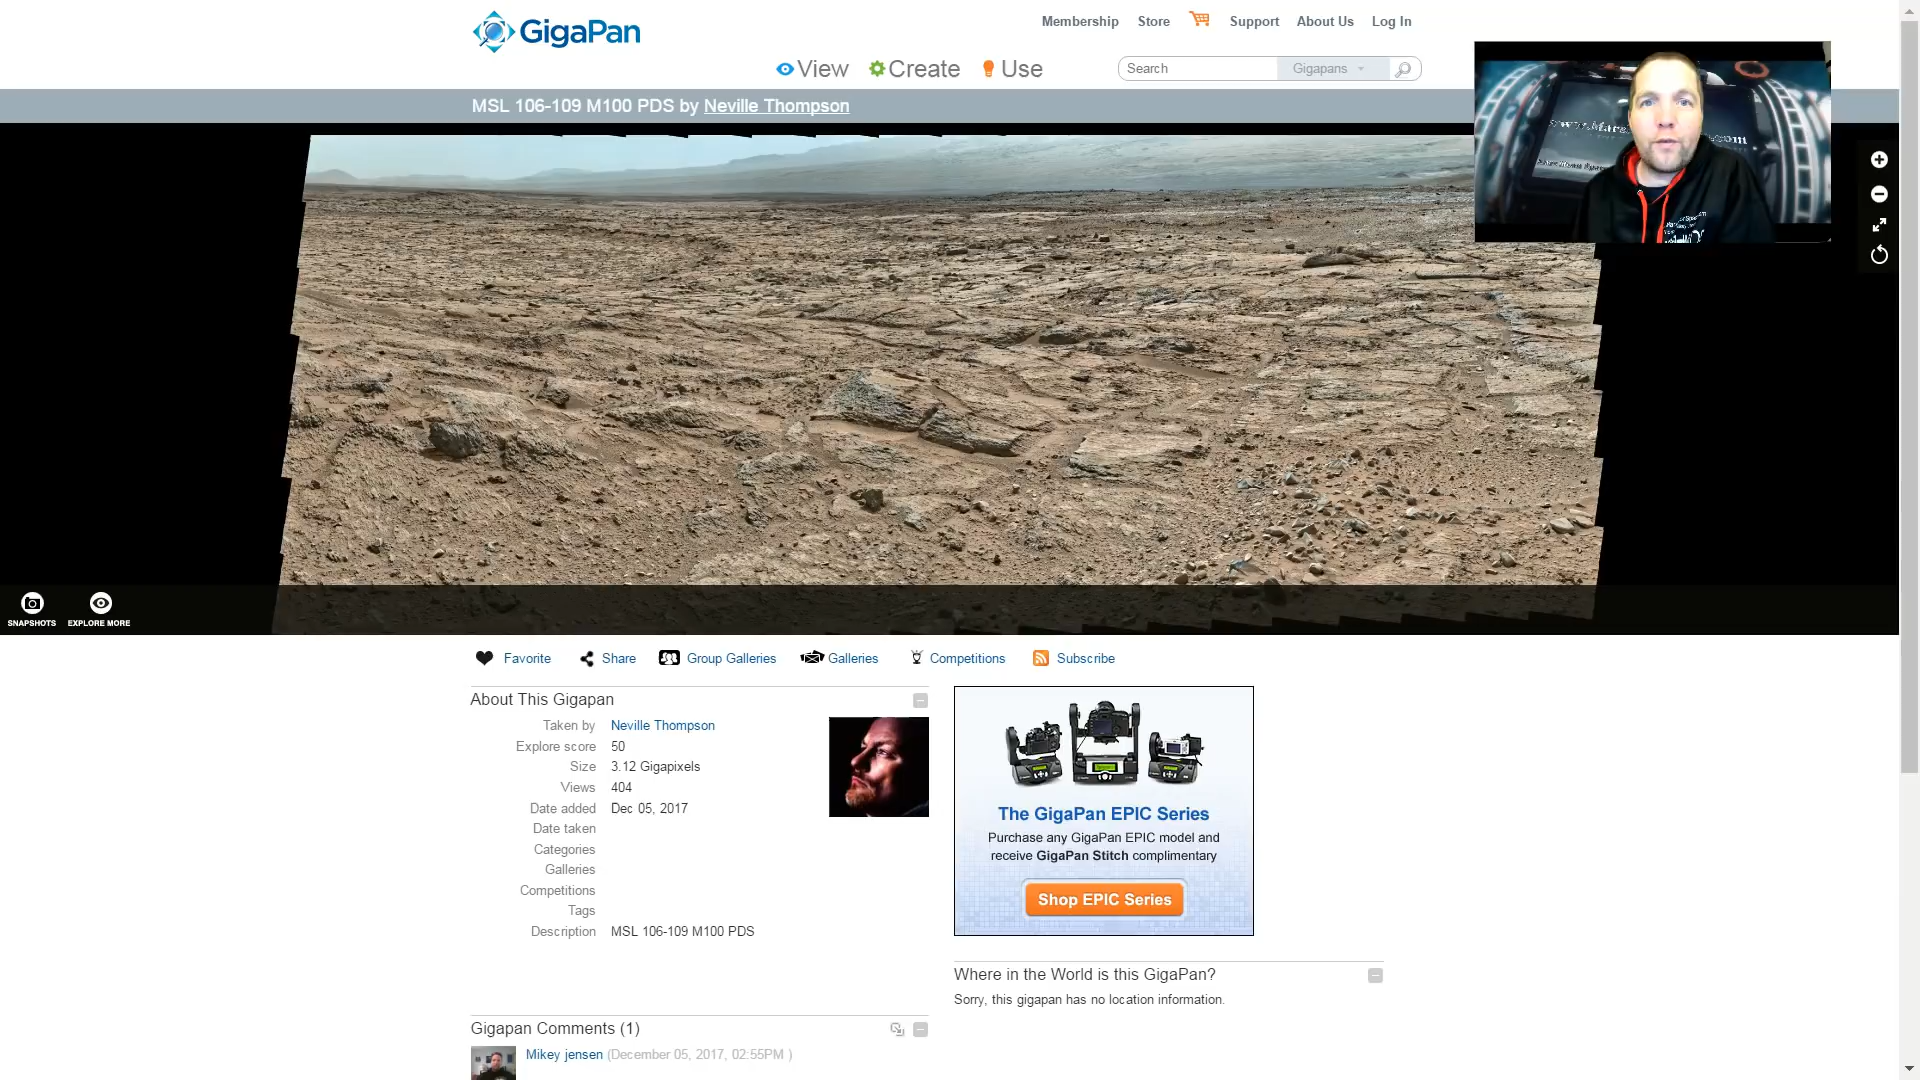 GigaPan
Membership Store Support About Us Log In
View Create Use
Search Gigapans
MSL 106-109 M100 PDS by Neville Thompson
SNAPSHOTS EXPLORE MORE
Favorite Share Group Galleries Galleries Competitions Subscribe
About This Gigapan
Taken by Neville Thompson
Explore score 50
Size 3.12 Gigapixels
Views 404
Date added Dec 05, 2017
Date taken
Categories
Galleries
Competitions
Tags
Description MSL 106-109 M100 PDS
The GigaPan EPIC Series
Purchase any GigaPan EPIC model and
receive GigaPan Stitch complimentary
Shop EPIC Series
Where in the World is this GigaPan?
Sorry, this gigapan has no location information.
Gigapan Comments (1)
Mikey jensen (December 05, 2017, 02:55PM )